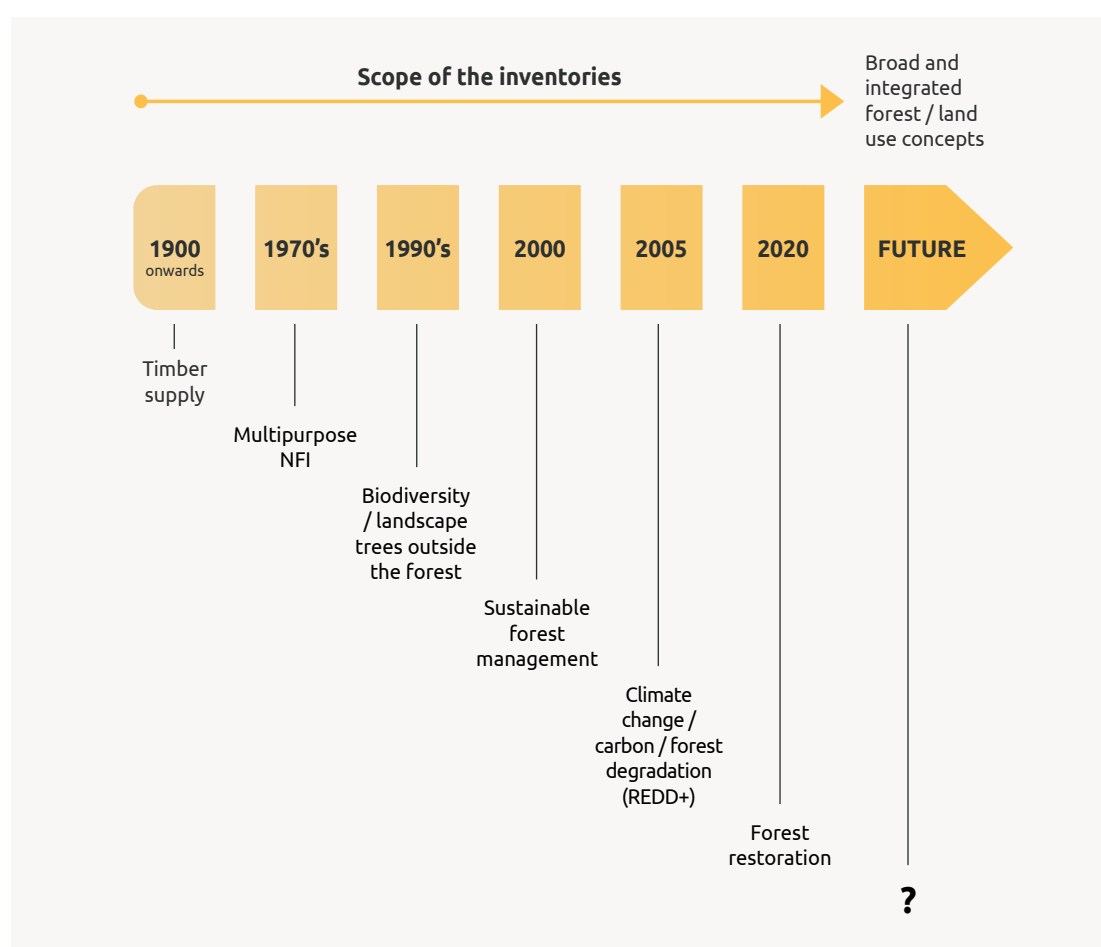 Scope of the inventories
Broad and
integrated
forest / land
use concepts
1900
onwards
1970’s
1990’s
2000
2005
2020
FUTURE
Timber
supply
Multipurpose
NFI
Biodiversity
/ landscape
trees outside
the forest
Sustainable
forest
management
Climate
change /
carbon / forest
degradation
(REDD+)
Forest
restoration
?